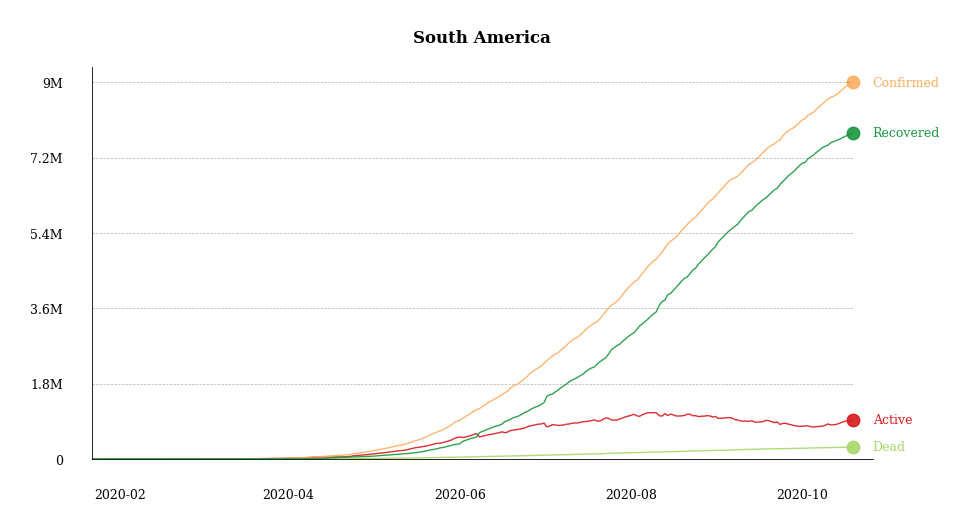 South America
9M
Confirmed
Recovered
7.2M
5.4M
3.6M
1.8M
Active
Dead
0
2020-02
2020-04
2020-06
2020-08
2020-10